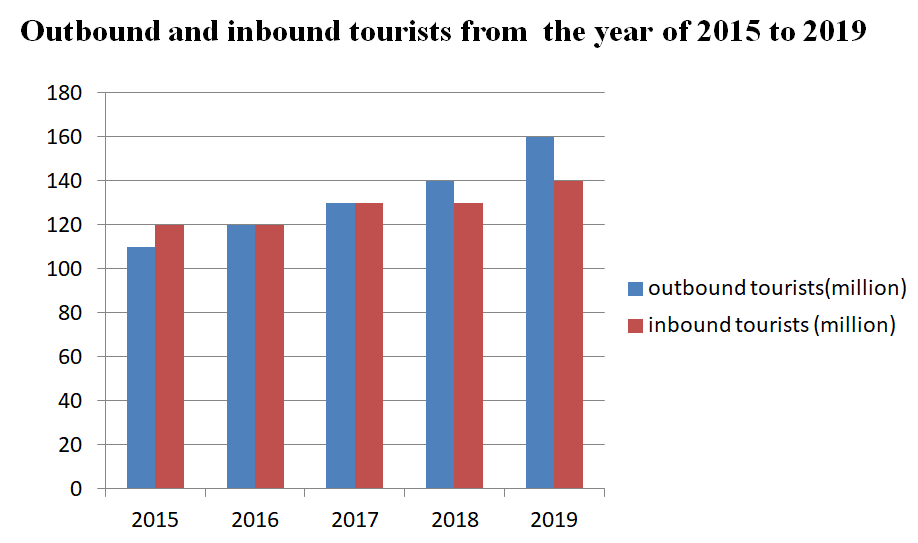 Outbound and inbound tourists from  the year of 2015 to 2019
180
160
140
120
100
80
60
40
20
0
2015 2016 2017 2018 2019
outbound tourists(million)
inbound tourists (million)